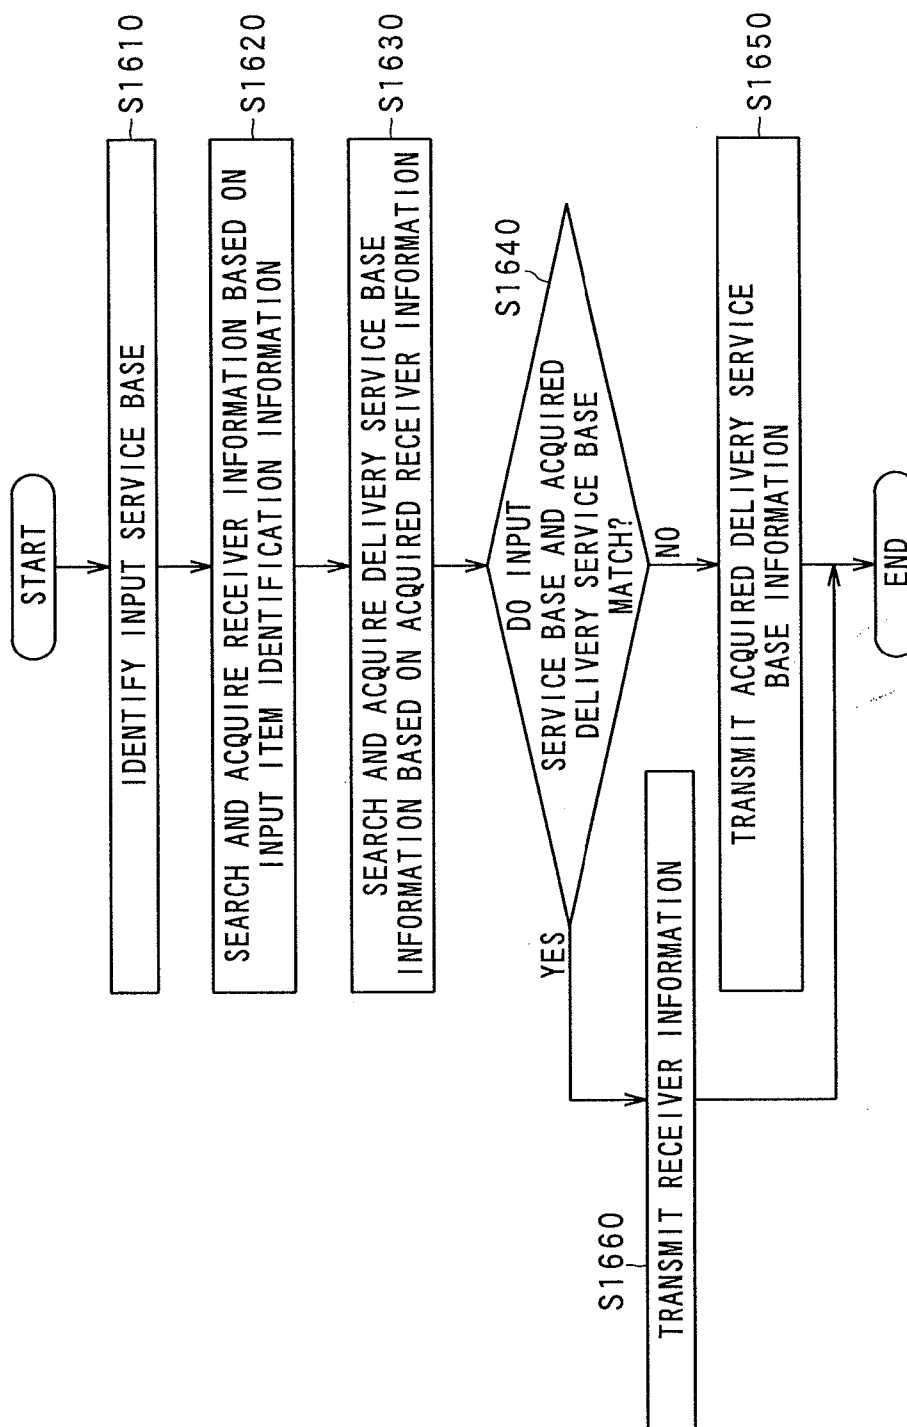 START
IDENTIFY INPUT SERVICE BASE
S1610
SEARCH AND ACQUIRE RECEIVER INFORMATION BASED ON
INPUT ITEM IDENTIFICATION INFORMATION
S1620
SEARCH AND ACQUIRE DELIVERY SERVICE BASE
INFORMATION BASED ON ACQUIRED RECEIVER INFORMATION
S1630
DO INPUT
SERVICE BASE AND ACQUIRED
DELIVERY SERVICE BASE
MATCH?
S1640
YES
NO
S1660
TRANSMIT RECEIVER INFORMATION
TRANSMIT ACQUIRED DELIVERY SERVICE
BASE INFORMATION
S1650
END